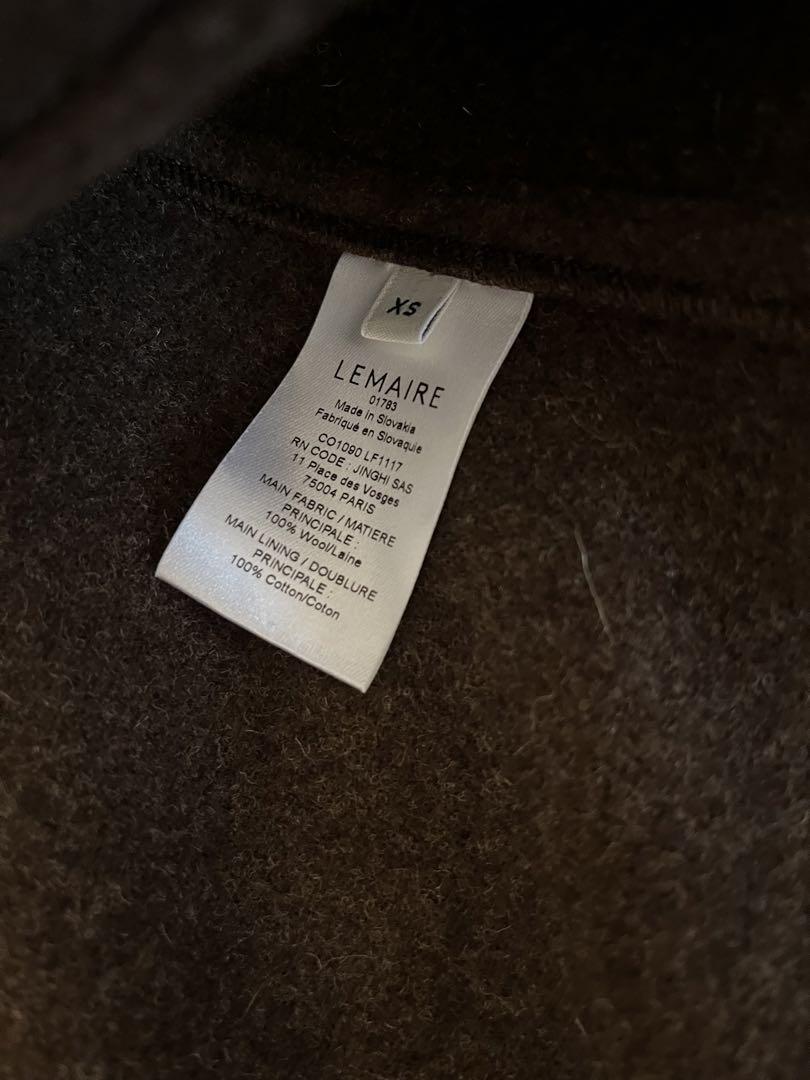 XS
LEMAIRE
01783
Made in Slovakia
Fabriqué en Slovaquie
CO1090 LF1117
RN CODE : JINGHI SAS
11 Place des Vosges
75004 PARIS
MAIN FABRIC / MATIERE
PRINCIPALE :
100% Wool/Laine
MAIN LINING / DOUBLURE
PRINCIPALE :
100% Cotton/Coton